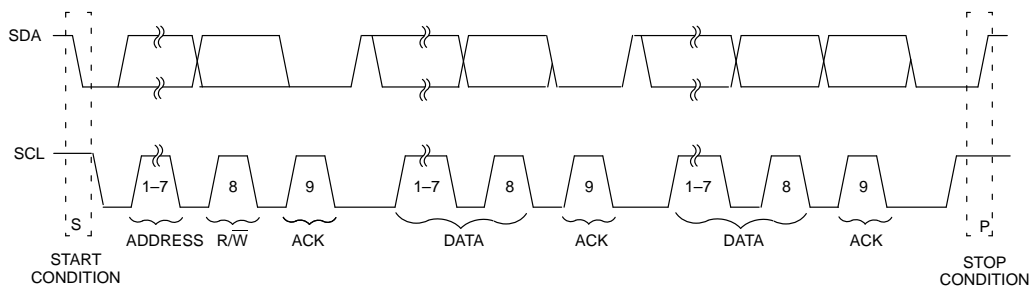 SDA
SCL
1–7 8 9 1–7 8 9 1–7 8 9
S P
ADDRESS R/W̅ ACK DATA ACK DATA ACK
START
CONDITION
STOP
CONDITION